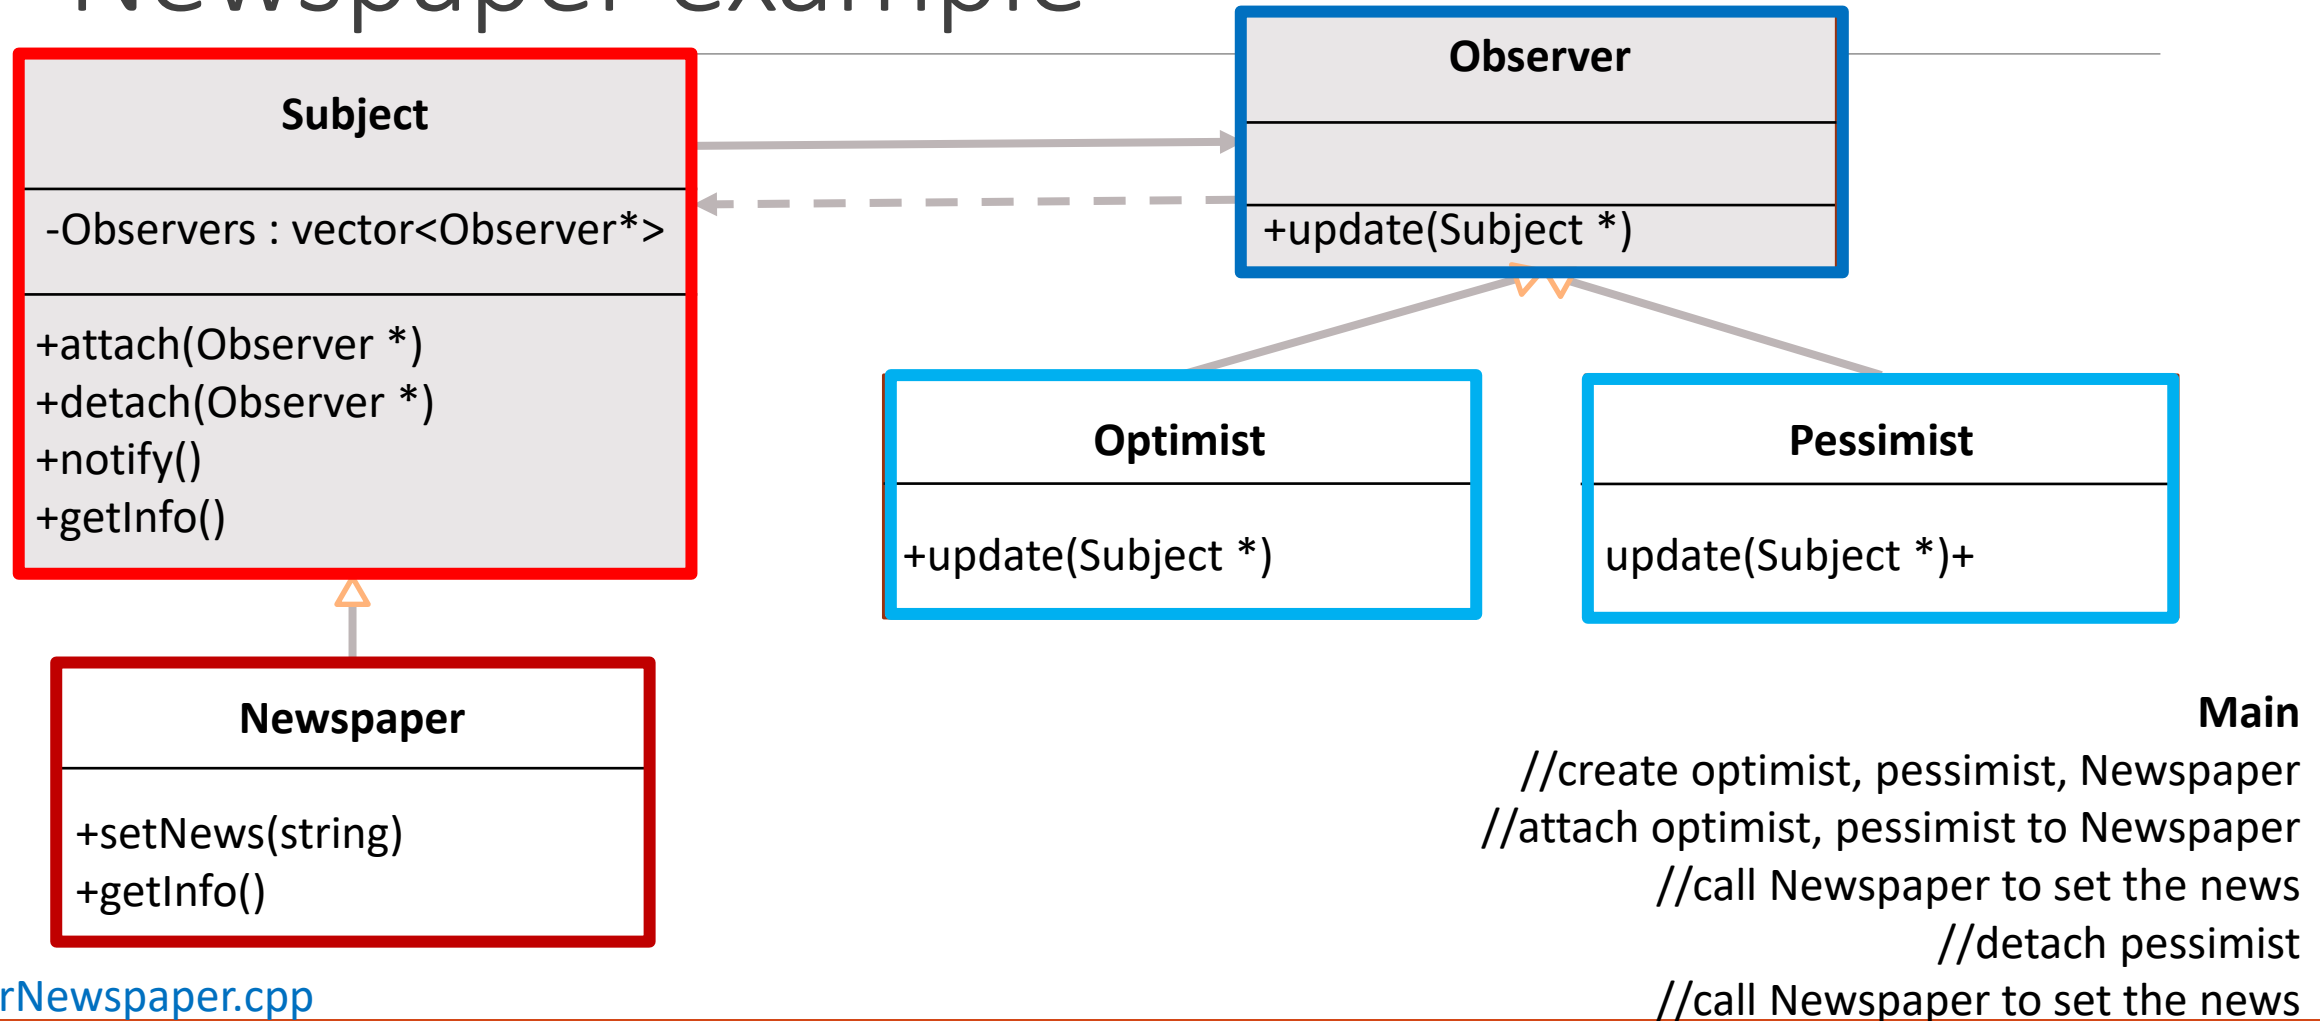 Newspaper example
Subject
-Observers : vector<Observer*>
+attach(Observer *)
+detach(Observer *)
+notify()
+getInfo()
Observer
+update(Subject *)
Optimist
+update(Subject *)
Pessimist
update(Subject *)+
Newspaper
+setNews(string)
+getInfo()
Main
//create optimist, pessimist, Newspaper
//attach optimist, pessimist to Newspaper
//call Newspaper to set the news
//detach pessimist
//call Newspaper to set the news
rNewspaper.cpp